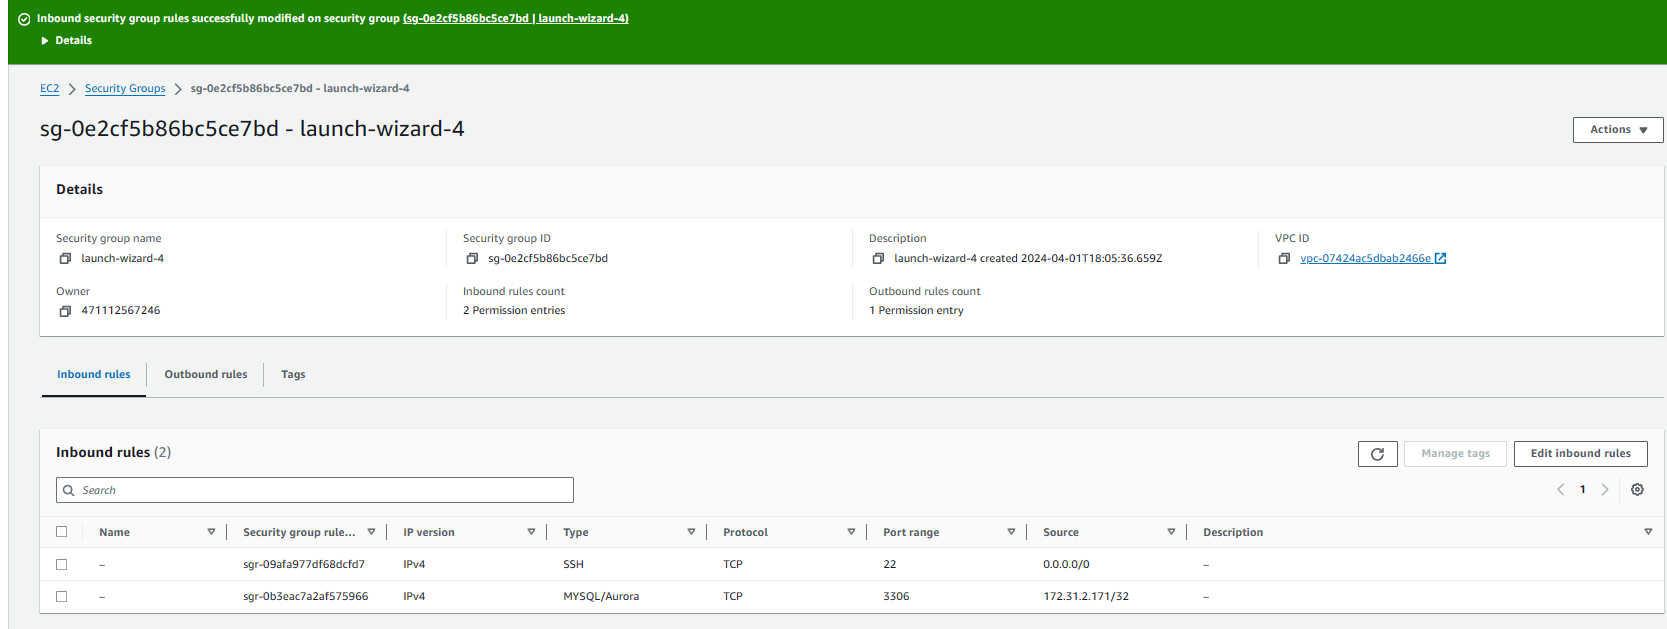 Inbound security group rules successfully modified on security group (sg-0e2cf5b86bc5ce7bd | launch-wizard-4)
Details
EC2 > Security Groups > sg-0e2cf5b86bc5ce7bd - launch-wizard-4
sg-0e2cf5b86bc5ce7bd - launch-wizard-4
Actions
Details
Security group name
launch-wizard-4
Security group ID
sg-0e2cf5b86bc5ce7bd
Description
launch-wizard-4 created 2024-04-01T18:05:36.659Z
VPC ID
vpc-07424ac5dbab2466e
Owner
471112567246
Inbound rules count
2 Permission entries
Outbound rules count
1 Permission entry
Inbound rules Outbound rules Tags
Inbound rules (2)
Manage tags Edit inbound rules
Search
1
Name Security group rule... IP version Type Protocol Port range Source Description
– sgr-09afa977df68dcfd7 IPv4 SSH TCP 22 0.0.0.0/0 –
– sgr-0b3eac7a2af575966 IPv4 MYSQL/Aurora TCP 3306 172.31.2.171/32 –